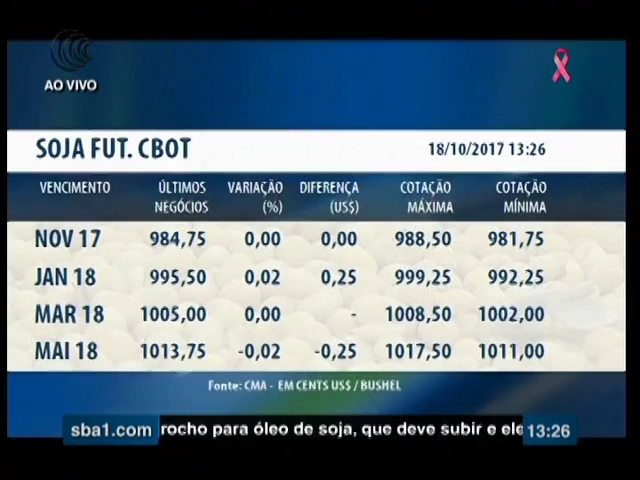 AO VIVO
SOJA FUT. CBOT 18/10/2017 13:26
VENCIMENTO ÚLTIMOS NEGÓCIOS VARIAÇÃO (%) DIFERENÇA (US$) COTAÇÃO MÁXIMA COTAÇÃO MÍNIMA
NOV 17 984,75 0,00 0,00 988,50 981,75
JAN 18 995,50 0,02 0,25 999,25 992,25
MAR 18 1005,00 0,00 - 1008,50 1002,00
MAI 18 1013,75 -0,02 -0,25 1017,50 1011,00
Fonte: CMA - EM CENTS US$ / BUSHEL
sba1.com rocho para óleo de soja, que deve subir e ele 13:26